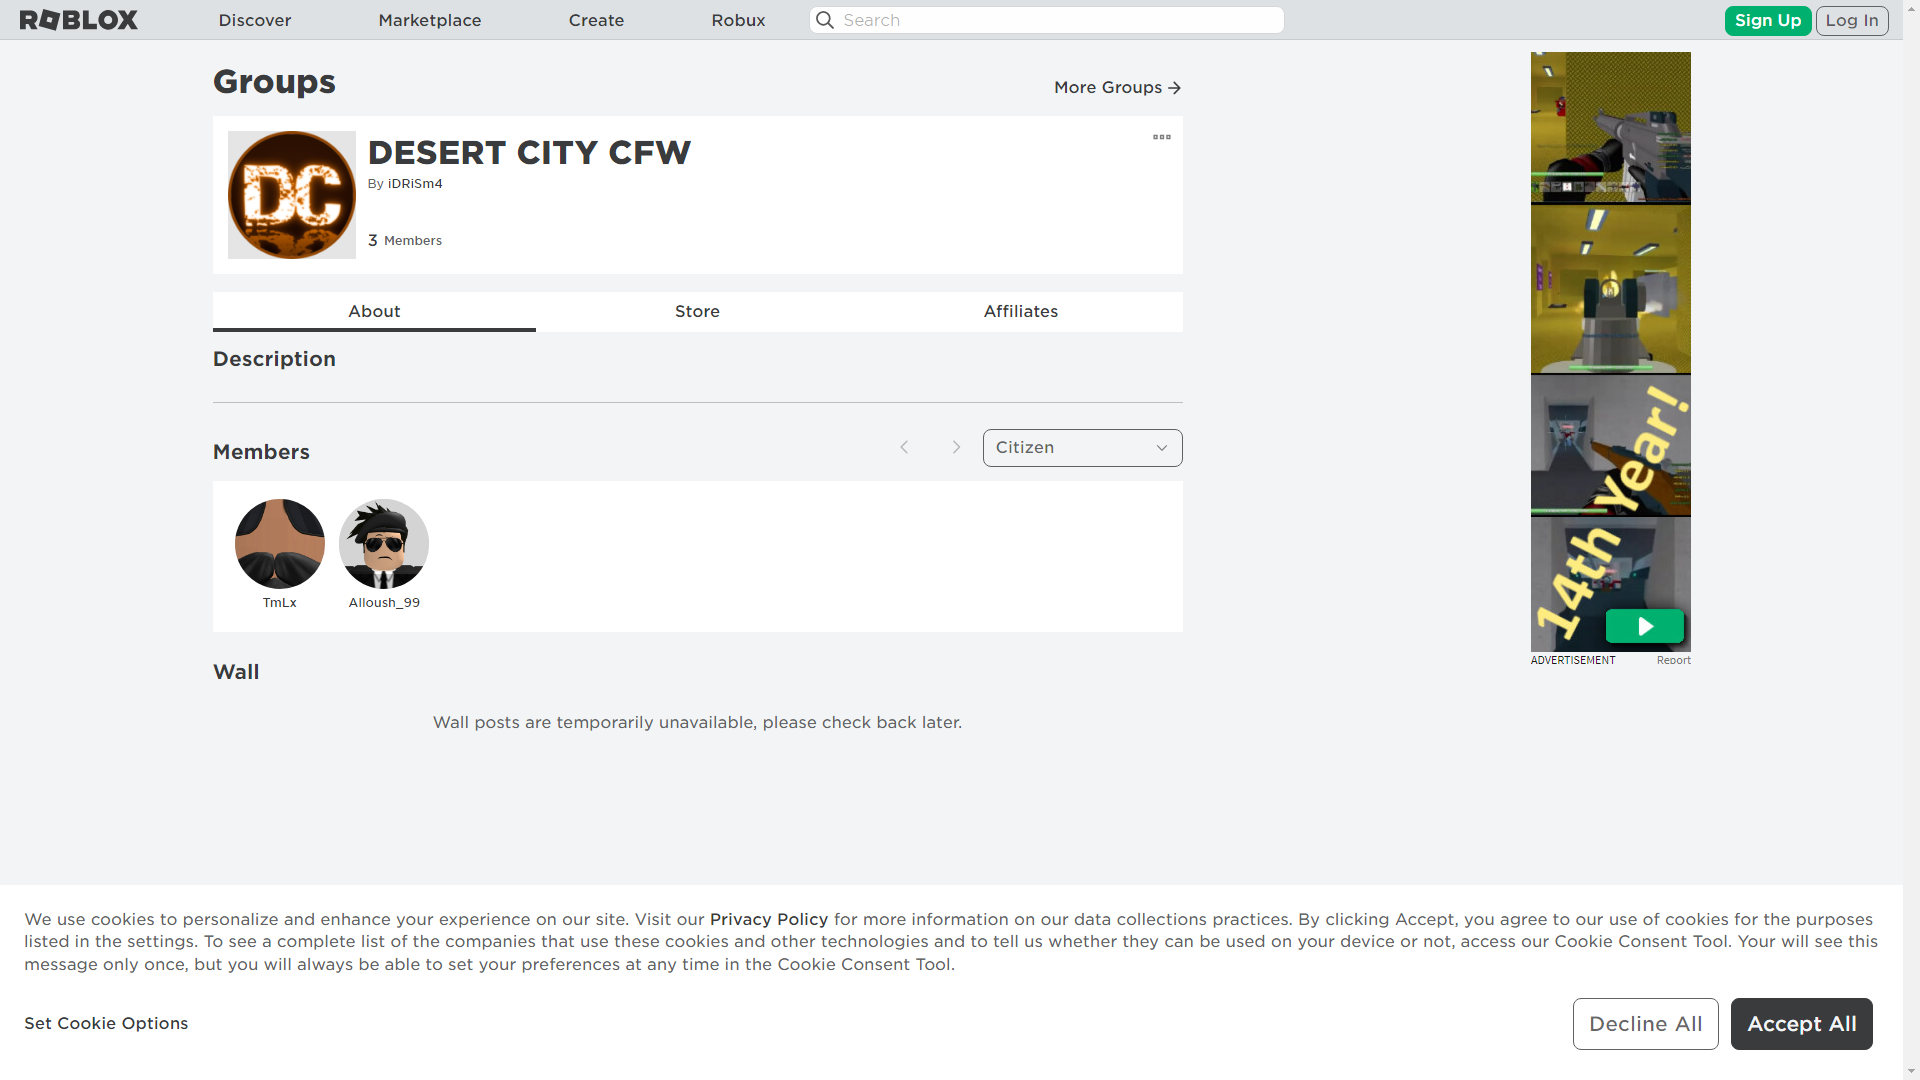 ROBLOX
Discover
Marketplace
Create
Robux
Search
Sign Up
Log In
Groups
More Groups
DC
DESERT CITY CFW
By iDRiSm4
3 Members
About
Store
Affiliates
Description
Members
Citizen
TmLx
Alloush_99
Wall
Wall posts are temporarily unavailable, please check back later.
14th Year!
ADVERTISEMENT
Report
We use cookies to personalize and enhance your experience on our site. Visit our Privacy Policy for more information on our data collections practices. By clicking Accept, you agree to our use of cookies for the purposes
listed in the settings. To see a complete list of the companies that use these cookies and other technologies and to tell us whether they can be used on your device or not, access our Cookie Consent Tool. Your will see this
message only once, but you will always be able to set your preferences at any time in the Cookie Consent Tool.
Set Cookie Options
Decline All
Accept All